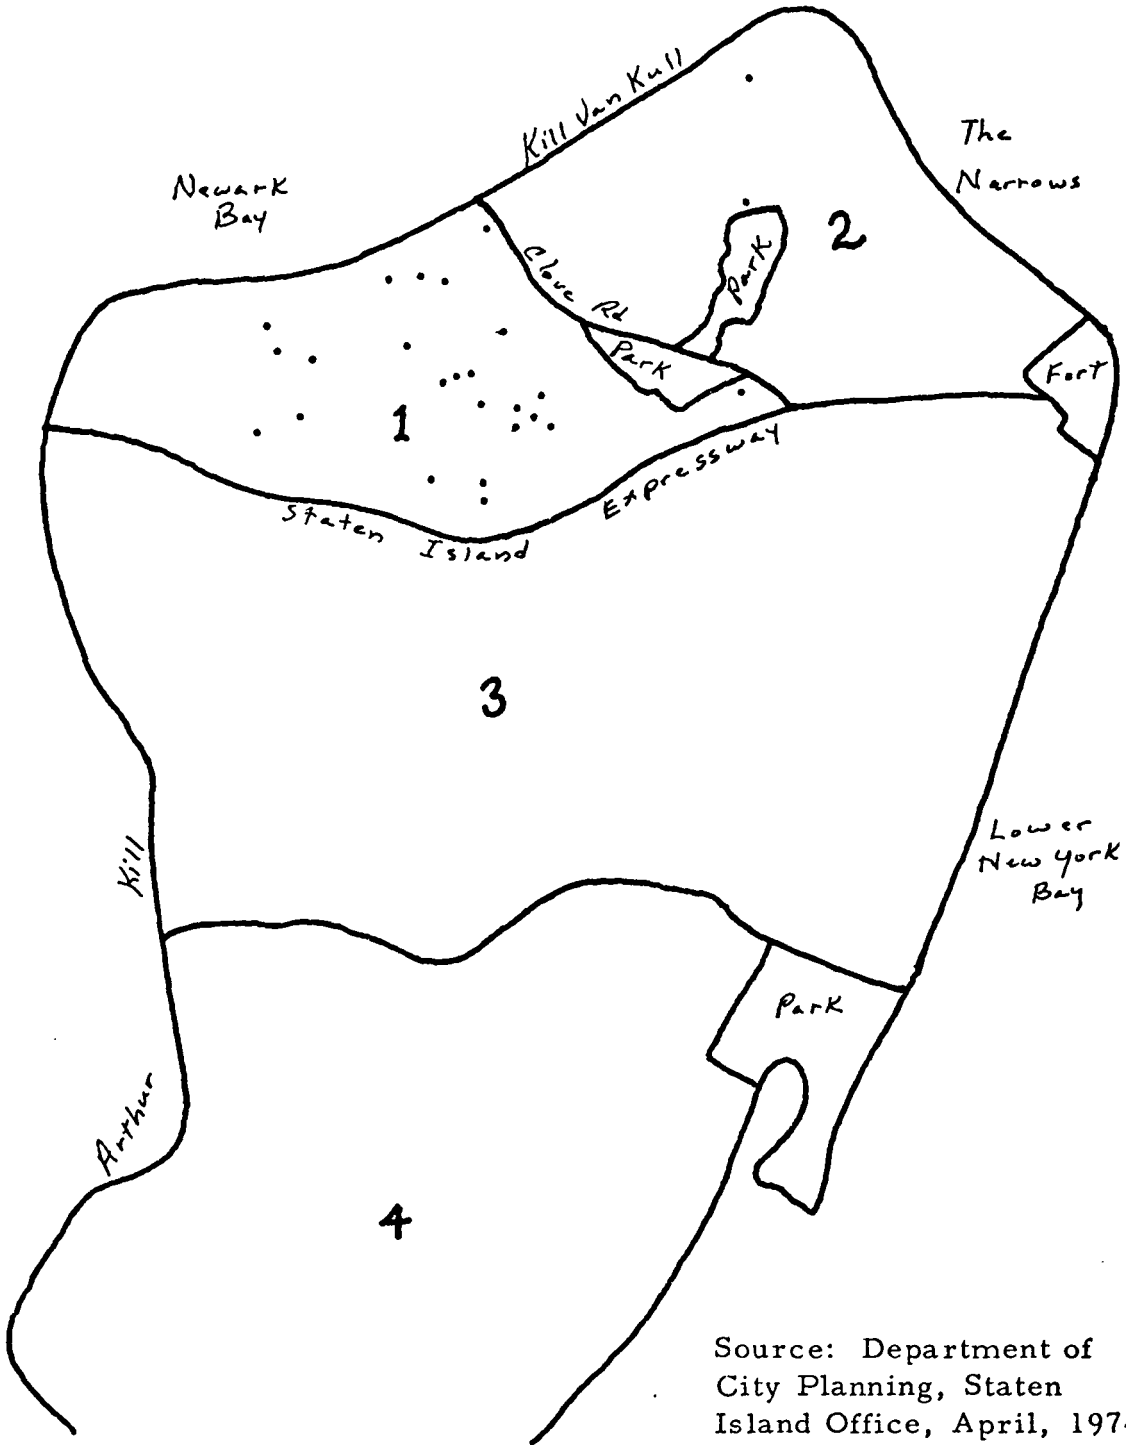 Kill Van Kull
The
Narrows
Newark
Bay
2
Clove Rd
Park
Park
Fort
1
Staten Island Expressway
3
Lower
New York
Bay
Kill
Park
Arthur
4
Source: Department of
City Planning, Staten
Island Office, April, 197